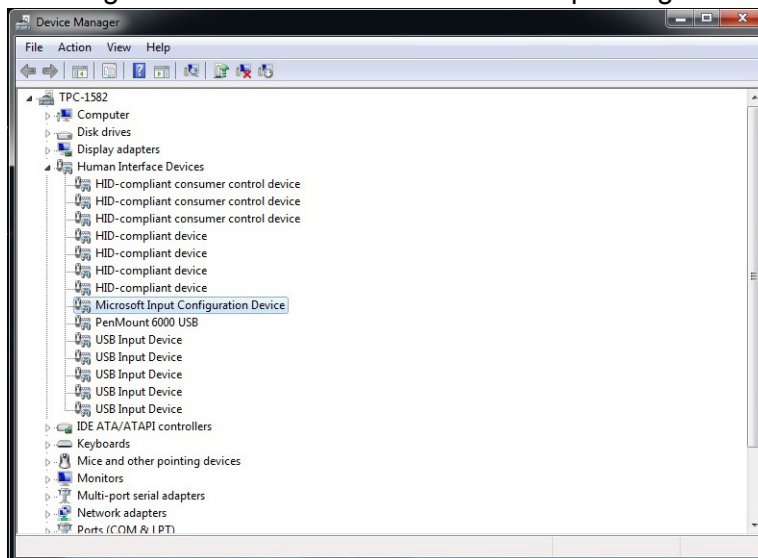 Device Manager
File Action View Help
TPC-1582
Computer
Disk drives
Display adapters
Human Interface Devices
HID-compliant consumer control device
HID-compliant consumer control device
HID-compliant consumer control device
HID-compliant device
HID-compliant device
HID-compliant device
HID-compliant device
Microsoft Input Configuration Device
PenMount 6000 USB
USB Input Device
USB Input Device
USB Input Device
USB Input Device
USB Input Device
IDE ATA/ATAPI controllers
Keyboards
Mice and other pointing devices
Monitors
Multi-port serial adapters
Network adapters
Ports (COM & LPT)